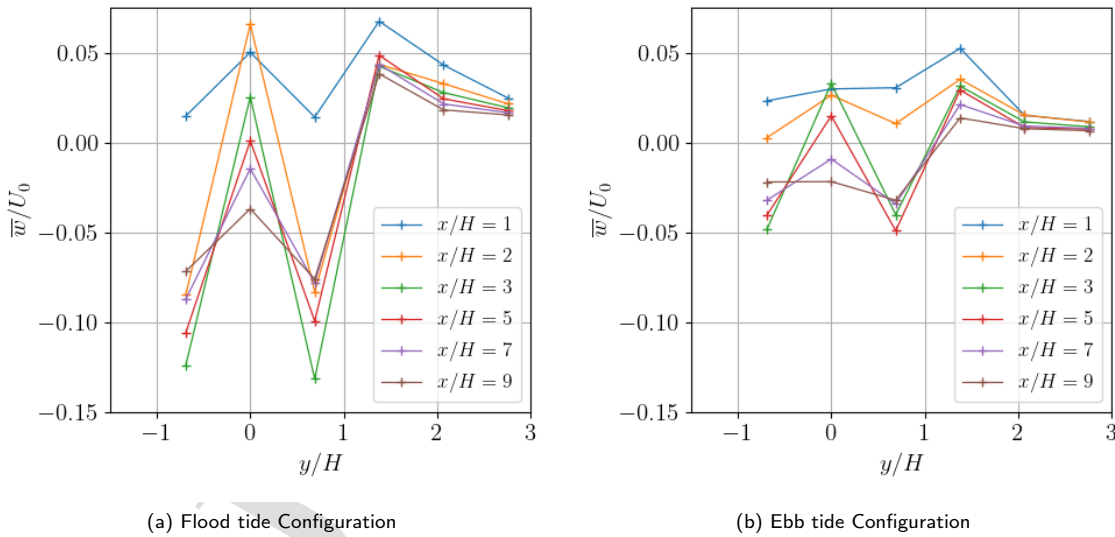 0.05
0.00
−0.05
−0.10
−0.15
w̅/U₀
−1 0 1 2 3
y/H
x/H = 1
x/H = 2
x/H = 3
x/H = 5
x/H = 7
x/H = 9
(a) Flood tide Configuration
0.05
0.00
−0.05
−0.10
−0.15
w̅/U₀
−1 0 1 2 3
y/H
x/H = 1
x/H = 2
x/H = 3
x/H = 5
x/H = 7
x/H = 9
(b) Ebb tide Configuration